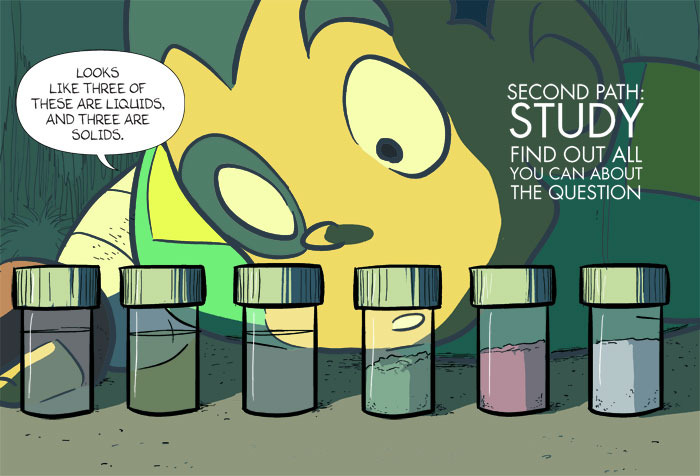 LOOKS
LIKE THREE OF
THESE ARE LIQUIDS,
AND THREE ARE
SOLIDS.
SECOND PATH:
STUDY
FIND OUT ALL
YOU CAN ABOUT
THE QUESTION